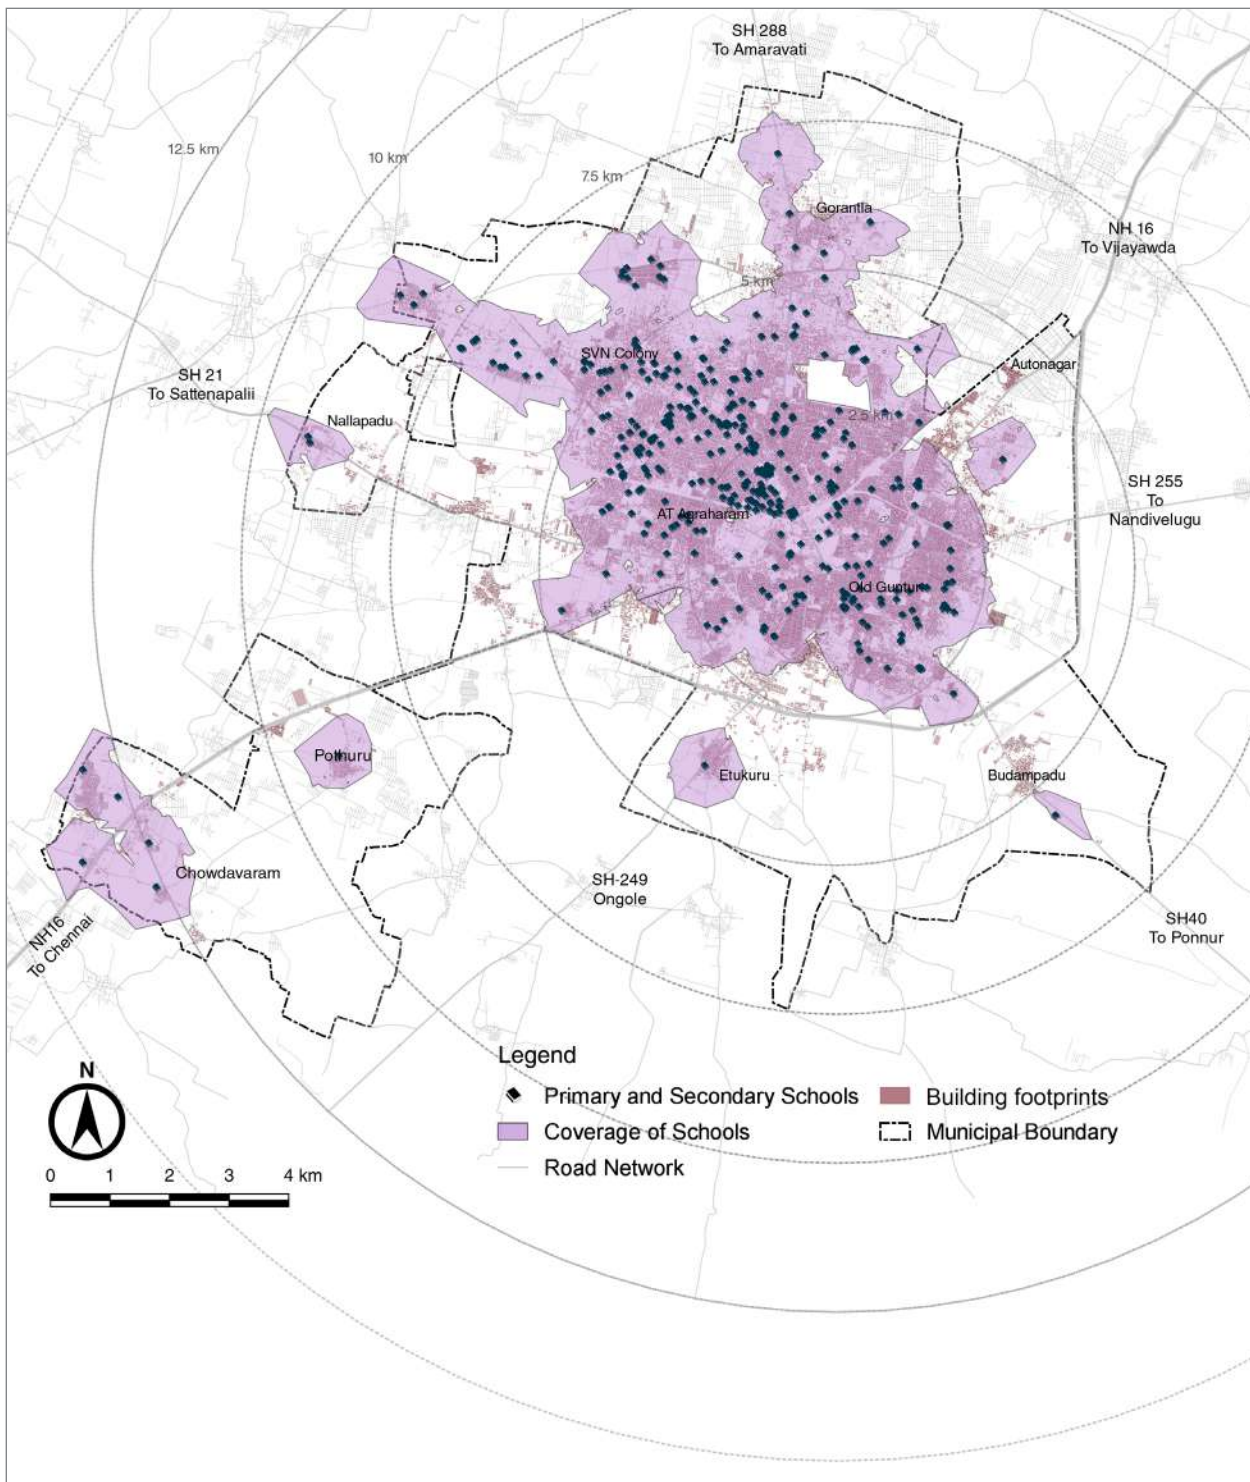 SH 288
To Amaravati
12.5 km
10 km
7.5 km
Gorantla
NH 16
To Vijayawda
5 km
SVN Colony
Autonagar
SH 21
To Sattenapalii
2.5 km
Nallapadu
SH 255
To
Nandivelugu
AT Agraharam
Old Guntur
Pothuru
Etukuru
Budampadu
Chowdavaram
SH-249
Ongole
NH16
To Chennai
SH40
To Ponnur
Legend
N
Primary and Secondary Schools
Building footprints
Coverage of Schools
Municipal Boundary
Road Network
0 1 2 3 4 km